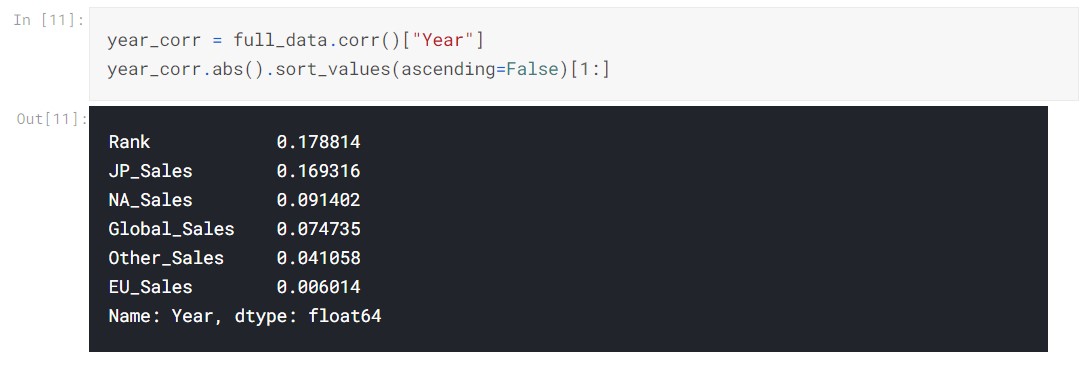 In [11]:
year_corr = full_data.corr()["Year"]
year_corr.abs().sort_values(ascending=False)[1:]
Out[11]:
Rank 0.178814
JP_Sales 0.169316
NA_Sales 0.091402
Global_Sales 0.074735
Other_Sales 0.041058
EU_Sales 0.006014
Name: Year, dtype: float64